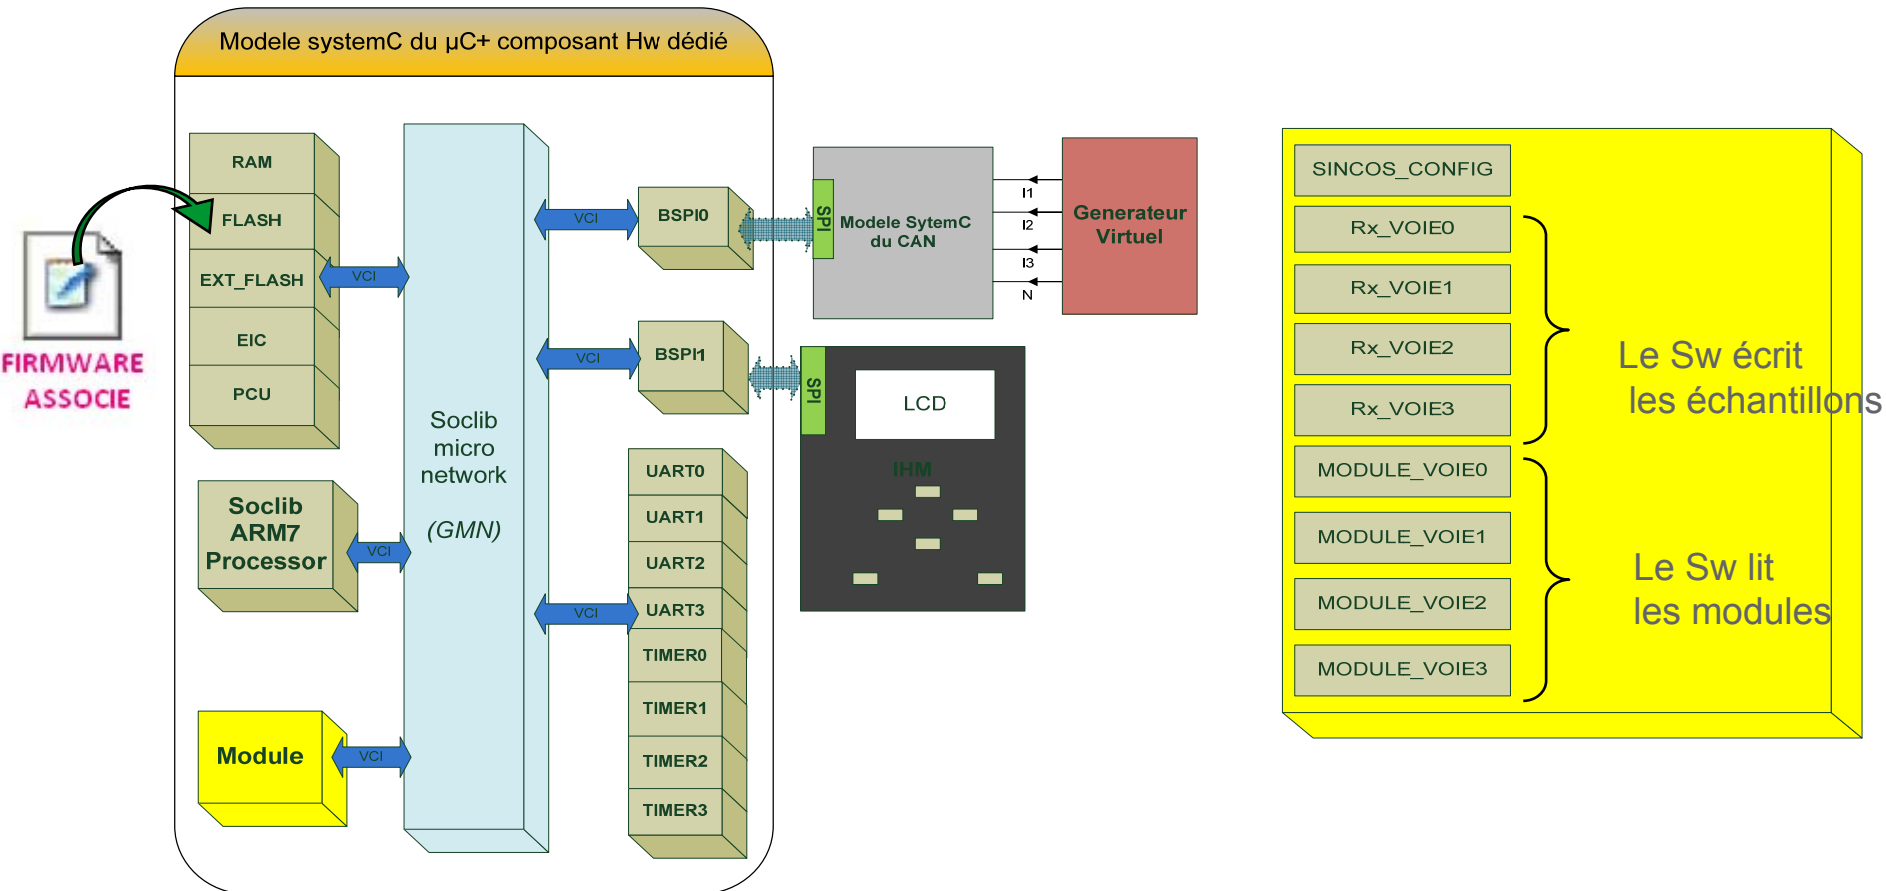 Modele systemC du µC+ composant Hw dédié
RAM
FLASH
EXT_FLASH
EIC
PCU
VCI
FIRMWARE
ASSOCIE
Soclib
ARM7
Processor
VCI
Module
VCI
Soclib
micro
network
(GMN)
VCI
BSPI0
VCI
BSPI1
VCI
UART0
UART1
UART2
UART3
TIMER0
TIMER1
TIMER2
TIMER3
SPI
Modele SytemC
du CAN
I1
I2
I3
N
Generateur
Virtuel
SPI
LCD
IHM
SINCOS_CONFIG
Rx_VOIE0
Rx_VOIE1
Rx_VOIE2
Rx_VOIE3
MODULE_VOIE0
MODULE_VOIE1
MODULE_VOIE2
MODULE_VOIE3
Le Sw écrit
les échantillons
Le Sw lit
les modules